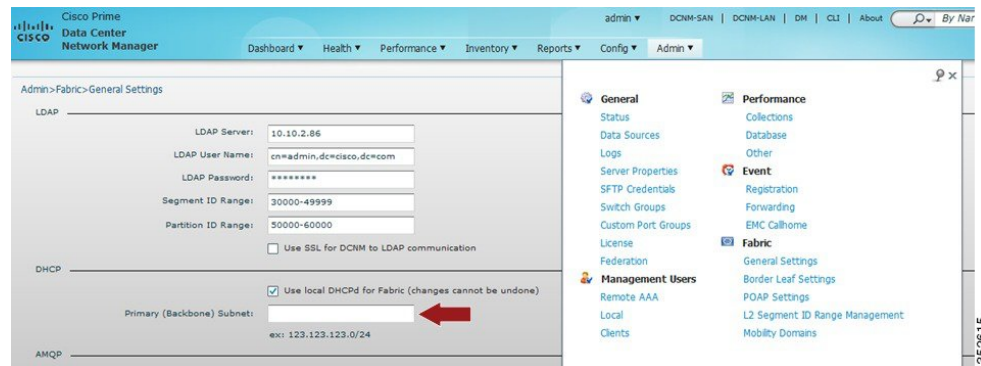 Cisco Prime
Data Center
Network Manager
CISCO
admin ▼ DCNM-SAN | DCNM-LAN | DM | CLI | About By Nar
Dashboard ▼ Health ▼ Performance ▼ Inventory ▼ Reports ▼ Config ▼ Admin ▼
Admin>Fabric>General Settings
LDAP
LDAP Server: 10.10.2.86
LDAP User Name: cn=admin,dc=cisco,dc=com
LDAP Password: ********
Segment ID Range: 30000-49999
Partition ID Range: 50000-60000
Use SSL for DCNM to LDAP communication
DHCP
Use local DHCPd for Fabric (changes cannot be undone)
Primary (Backbone) Subnet:
ex: 123.123.123.0/24
AMQP
General
Status
Data Sources
Logs
Server Properties
SFTP Credentials
Switch Groups
Custom Port Groups
License
Federation
Management Users
Remote AAA
Local
Clients
Performance
Collections
Database
Other
Event
Registration
Forwarding
EMC Callhome
Fabric
General Settings
Border Leaf Settings
POAP Settings
L2 Segment ID Range Management
Mobility Domains